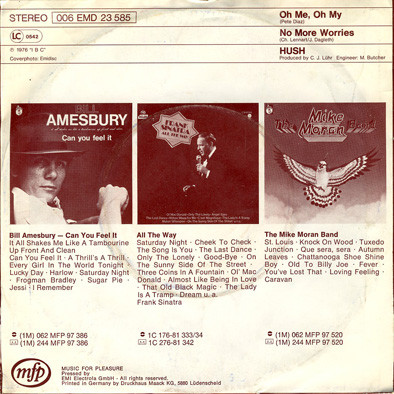 STEREO 006 EMD 23 585
LC 0542
℗ 1976 "I B C"
Coverphoto: Emidisc
Oh Me, Oh My
(Pete Diaz)
No More Worries
(Ch. Lennart/J. Dagleth)
HUSH
Produced by C. J. Löhr Engineer: M. Butcher
BILL
AMESBURY
Can you feel it
FRANK
SINATRA
ALL THE WAY
The Mike
Moran Band
Bill Amesbury – Can You Feel It
It All Shakes Me Like A Tambourine
Up Front And Clean
Can You Feel It · A Thrill's A Thrill
Every Girl In The World Tonight
Lucky Day · Harlow · Saturday Night
· Frogman Bradley · Sugar Pie ·
Jessi · I Remember
All The Way
Saturday Night · Cheek To Cheek ·
The Song Is You · The Last Dance ·
Only The Lonely · Good-Bye · On
The Sunny Side Of The Street ·
Three Coins In A Fountain · Ol' Mac
Donald · Almost Like Being In Love
· That Old Black Magic · The Lady
Is A Tramp · Dream u. a.
Frank Sinatra
The Mike Moran Band
St. Louis · Knock On Wood · Tuxedo
Junction · Que sera, sera · Autumn
Leaves · Chattanooga Shoe Shine
Boy · Old To Billy Joe · Fever ·
You've Lost That · Loving Feeling ·
Caravan
(1M) 062 MFP 97 386
(1M) 244 MFP 97 386
1C 176-81 333/34
1C 276-81 342
(1M) 062 MFP 97 520
(1M) 244 MFP 97 520
mfp
MUSIC FOR PLEASURE
Pressed by
EMI Electrola GmbH · All rights reserved.
Printed in Germany by Druckhaus Maack KG, 5880 Lüdenscheid